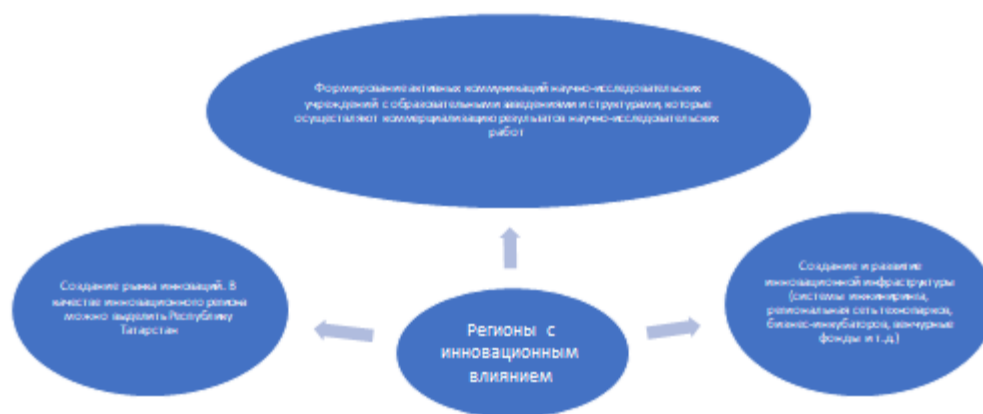 Формирование активных коммуникаций научно-исследовательских
учреждений с образовательными заведениями и структурами, которые
осуществляют коммерциализацию результатов научно-исследовательских
работ
Создание рынка инноваций. В
качестве инновационного региона
можно выделить Республику
Татарстан
Регионы с
инновационным
влиянием
Создание и развитие
инновационной инфраструктуры
(системы инжиниринга,
региональная сеть технопарков,
бизнес-инкубаторов, венчурные
фонды и т.д.)